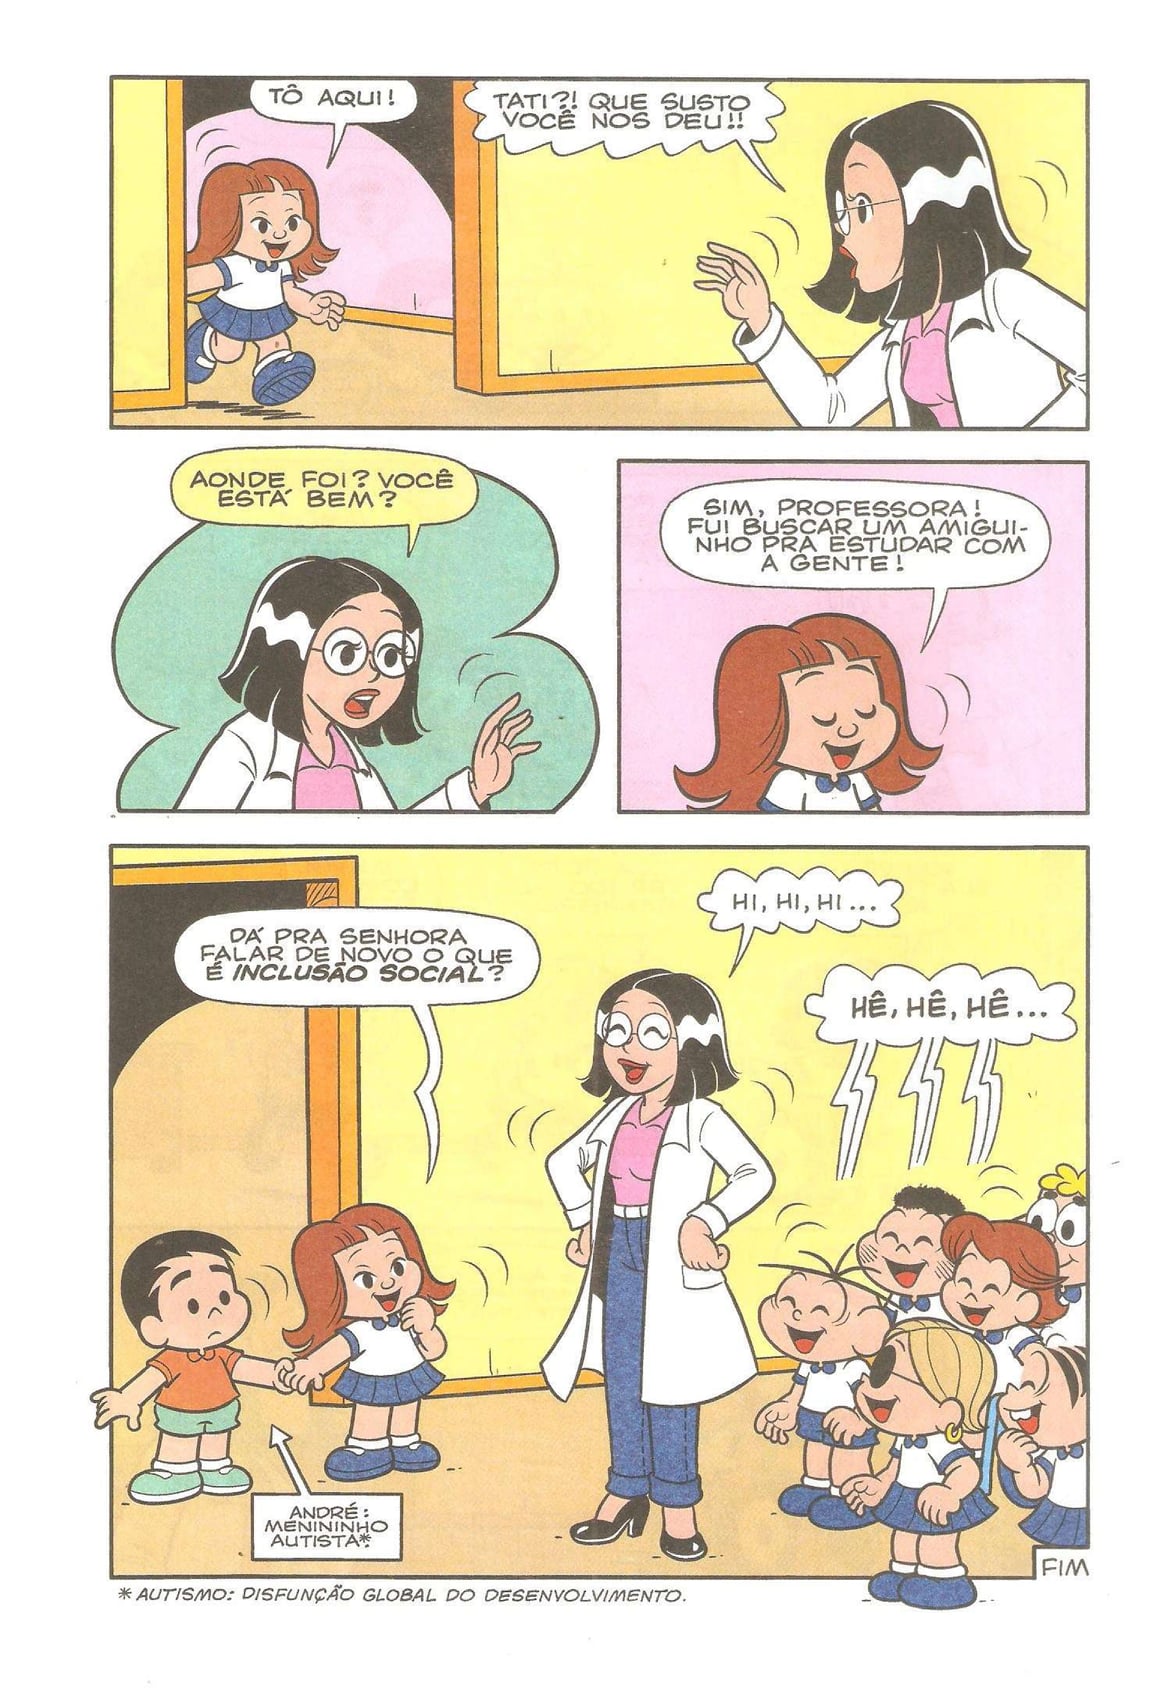 TÔ AQUI!
TATI?! QUE SUSTO
VOCÊ NOS DEU!!
AONDE FOI? VOCÊ
ESTÁ BEM?
SIM, PROFESSORA!
FUI BUSCAR UM AMIGUI-
NHO PRA ESTUDAR COM
A GENTE!
DÁ PRA SENHORA
FALAR DE NOVO O QUE
É INCLUSÃO SOCIAL?
HI, HI, HI...
HÊ, HÊ, HÊ...
ANDRÉ:
MENININHO
AUTISTA*.
FIM
* AUTISMO: DISFUNÇÃO GLOBAL DO DESENVOLVIMENTO.